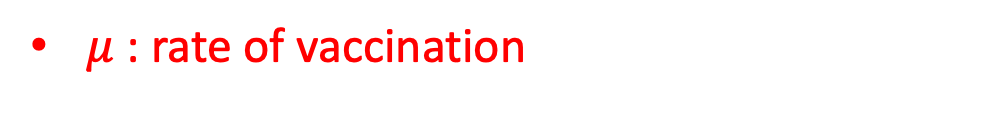 • μ : rate of vaccination